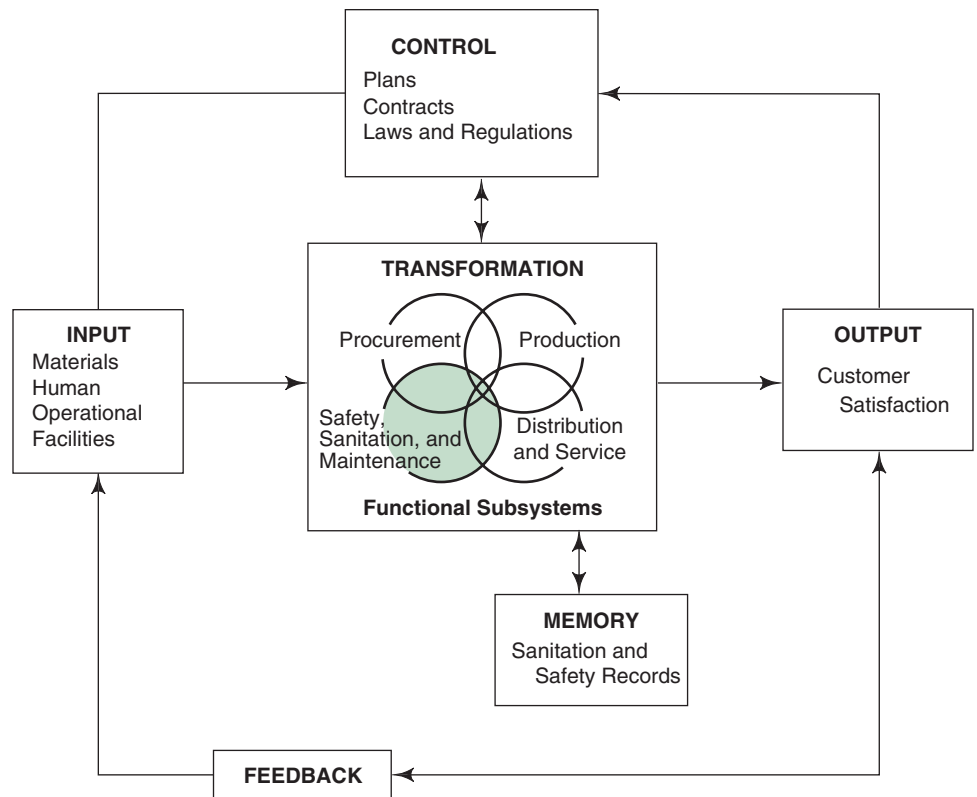 CONTROL
Plans
Contracts
Laws and Regulations
TRANSFORMATION
Procurement
Production
Safety,
Sanitation, and
Maintenance
Distribution
and Service
Functional Subsystems
INPUT
Materials
Human
Operational
Facilities
OUTPUT
Customer
Satisfaction
MEMORY
Sanitation and
Safety Records
FEEDBACK